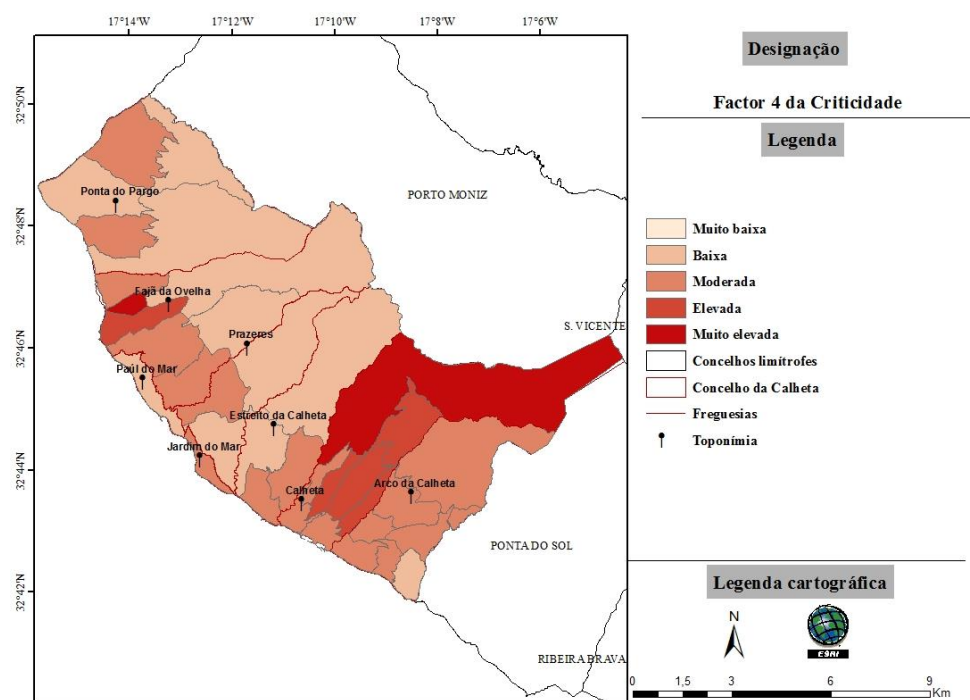 17°14'W 17°12'W 17°10'W 17°8'W 17°6'W
32°50'N
32°48'N
32°46'N
32°44'N
32°42'N
PORTO MONIZ
S. VICENTE
PONTA DO SOL
RIBEIRA BRAVA
Ponta do Pargo
Fajã da Ovelha
Prazeres
Paúl do Mar
Estreito da Calheta
Jardim do Mar
Calheta
Arco da Calheta
Designação
Factor 4 da Criticidade
Legenda
Muito baixa
Baixa
Moderada
Elevada
Muito elevada
Concelhos limítrofes
Concelho da Calheta
Freguesias
Toponímia
Legenda cartográfica
N
ESRI
0 1,5 3 6 9
Km